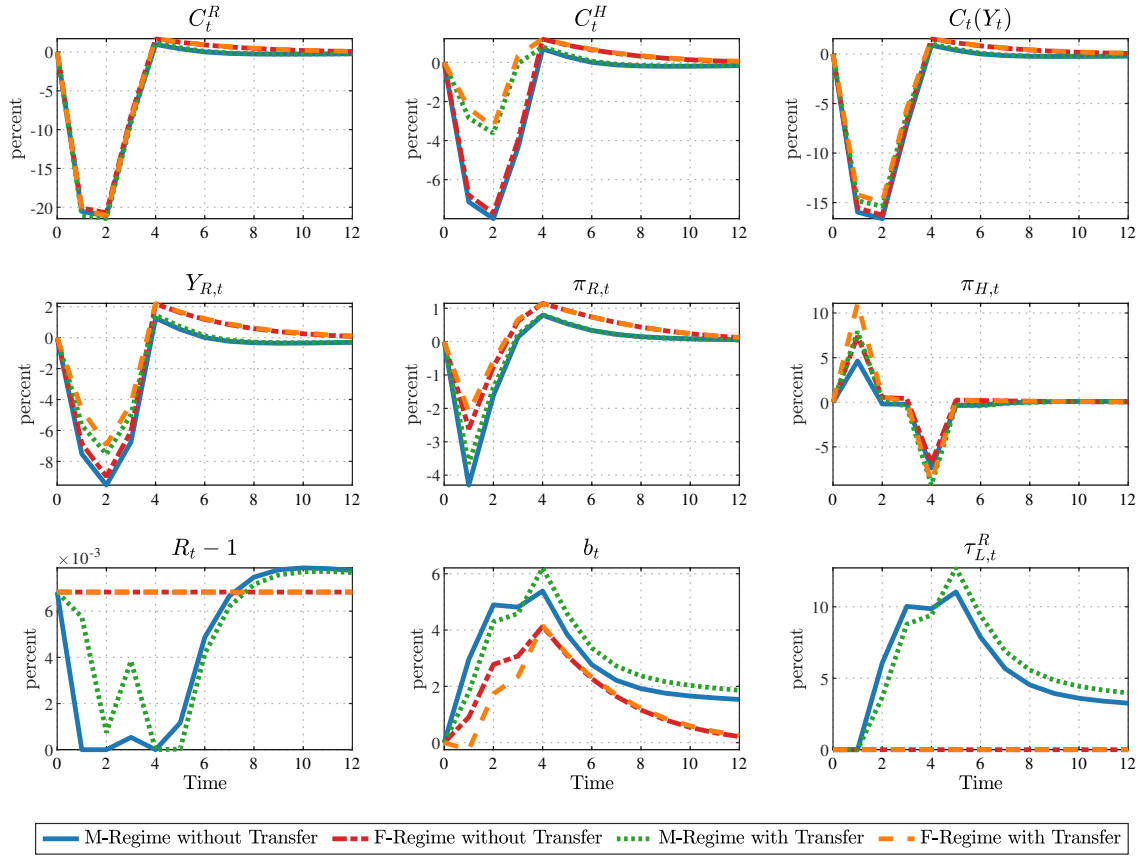 C_t^R C_t^H C_t(Y_t)
percent
0 -5 -10 -15 -20
0 2 4 6 8 10 12
percent
0 -2 -4 -6
0 2 4 6 8 10 12
percent
0 -5 -10 -15
0 2 4 6 8 10 12
Y_{R,t} π_{R,t} π_{H,t}
percent
2 0 -2 -4 -6 -8
0 2 4 6 8 10 12
percent
1 0 -1 -2 -3 -4
0 2 4 6 8 10 12
percent
10 5 0 -5
0 2 4 6 8 10 12
R_t − 1 b_t τ_{L,t}^R
×10^{-3}
percent
6 4 2 0
0 2 4 6 8 10 12
Time
percent
6 4 2 0
0 2 4 6 8 10 12
Time
percent
10 5 0
0 2 4 6 8 10 12
Time
M-Regime without Transfer F-Regime without Transfer M-Regime with Transfer F-Regime with Transfer